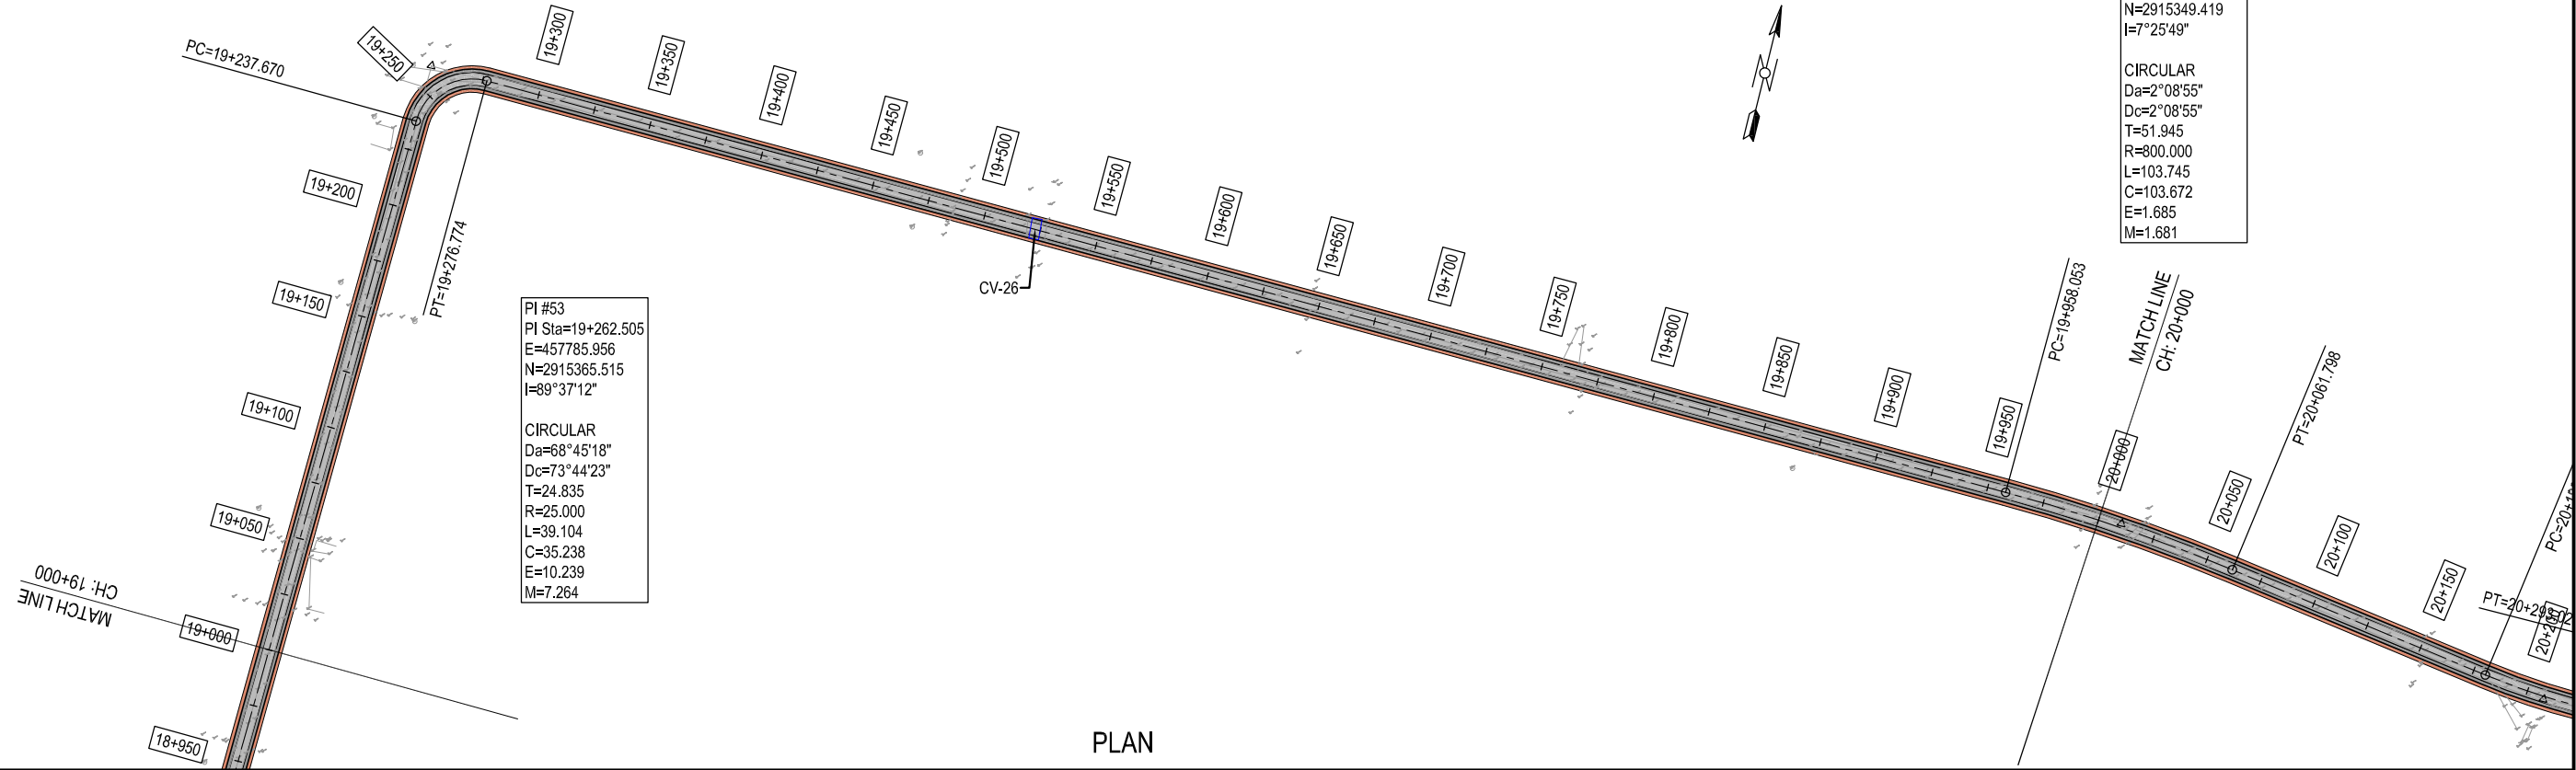 PC=19+237.670
19+250
19+300
19+350
19+400
19+450
19+500
19+550
19+600
19+650
19+700
19+750
19+800
19+850
19+900
19+950
20+000
20+050
20+100
20+150
19+200
19+150
19+100
19+050
19+000
18+950
PT=19+276.774
CV-26
MATCH LINE
CH: 19+000
PI #53
PI Sta=19+262.505
E=457785.956
N=2915365.515
I=89°37'12"
CIRCULAR
Da=68°45'18"
Dc=73°44'23"
T=24.835
R=25.000
L=39.104
C=35.238
E=10.239
M=7.264
N=2915349.419
I=7°25'49"
CIRCULAR
Da=2°08'55"
Dc=2°08'55"
T=51.945
R=800.000
L=103.745
C=103.672
E=1.685
M=1.681
PC=19+958.053
MATCH LINE
CH: 20+000
PT=20+061.798
PLAN